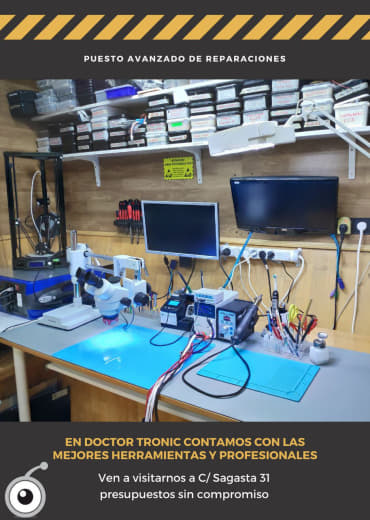 PUESTO AVANZADO DE REPARACIONES
EN DOCTOR TRONIC CONTAMOS CON LAS
MEJORES HERRAMIENTAS Y PROFESIONALES
Ven a visitarnos a C/ Sagasta 31
presupuestos sin compromiso